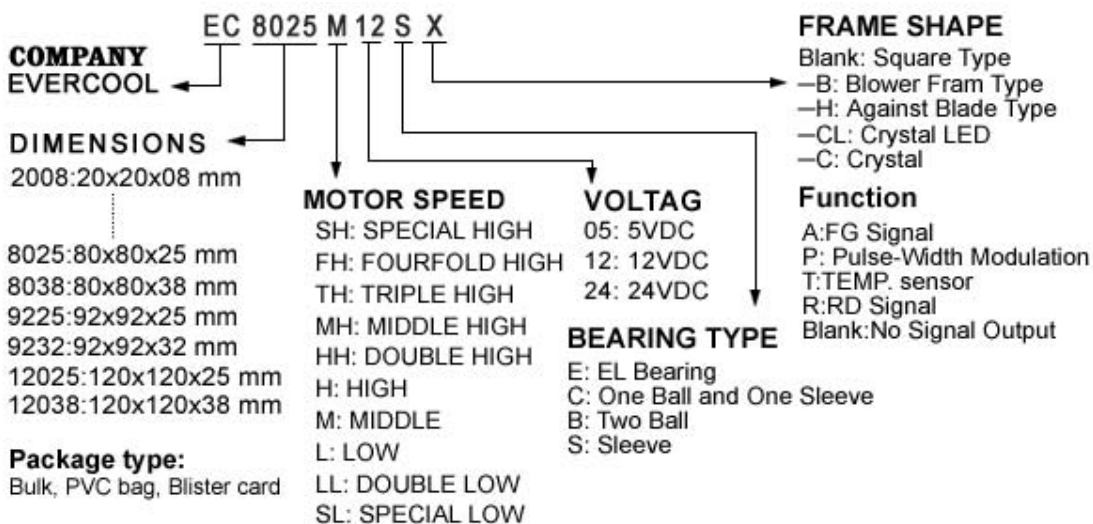 EC 8025 M 12 S X
COMPANY
EVERCOOL
DIMENSIONS
2008:20x20x08 mm
8025:80x80x25 mm
8038:80x80x38 mm
9225:92x92x25 mm
9232:92x92x32 mm
12025:120x120x25 mm
12038:120x120x38 mm
Package type:
Bulk, PVC bag, Blister card
MOTOR SPEED
SH: SPECIAL HIGH
FH: FOURFOLD HIGH
TH: TRIPLE HIGH
MH: MIDDLE HIGH
HH: DOUBLE HIGH
H: HIGH
M: MIDDLE
L: LOW
LL: DOUBLE LOW
SL: SPECIAL LOW
VOLTAG
05: 5VDC
12: 12VDC
24: 24VDC
BEARING TYPE
E: EL Bearing
C: One Ball and One Sleeve
B: Two Ball
S: Sleeve
FRAME SHAPE
Blank: Square Type
–B: Blower Fram Type
–H: Against Blade Type
–CL: Crystal LED
–C: Crystal
Function
A:FG Signal
P: Pulse-Width Modulation
T:TEMP. sensor
R:RD Signal
Blank:No Signal Output